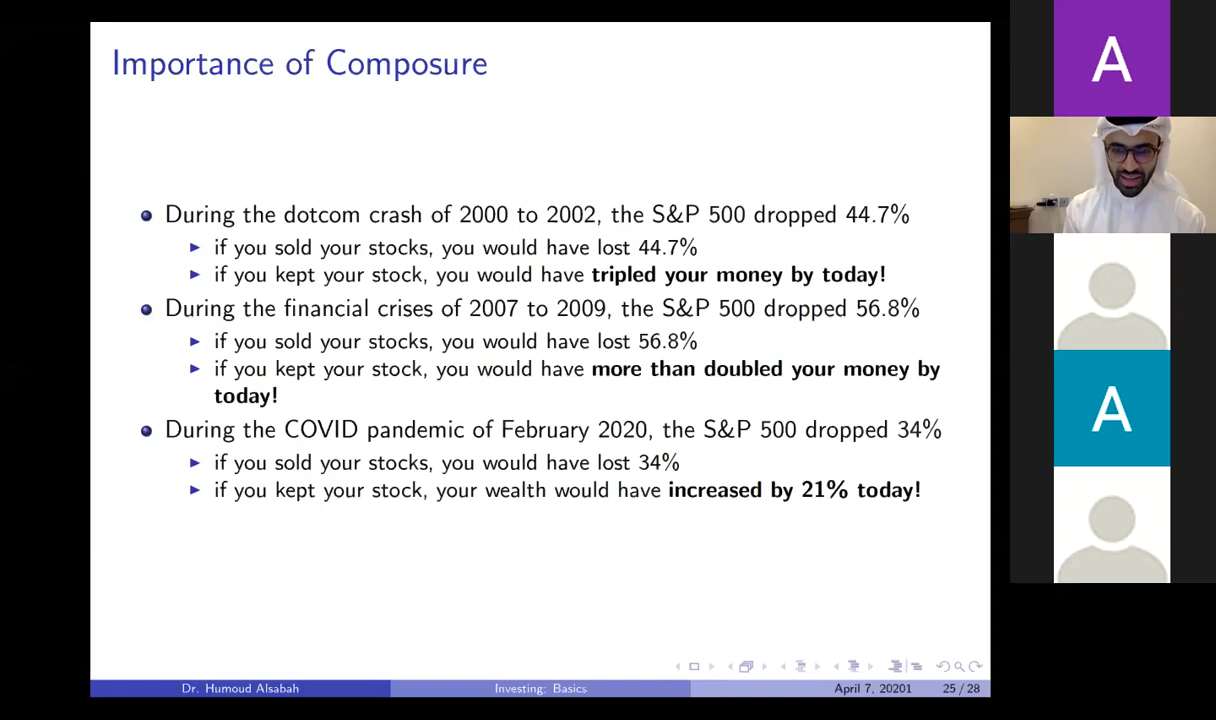 Importance of Composure
During the dotcom crash of 2000 to 2002, the S&P 500 dropped 44.7%
if you sold your stocks, you would have lost 44.7%
if you kept your stock, you would have tripled your money by today!
During the financial crises of 2007 to 2009, the S&P 500 dropped 56.8%
if you sold your stocks, you would have lost 56.8%
if you kept your stock, you would have more than doubled your money by
today!
During the COVID pandemic of February 2020, the S&P 500 dropped 34%
if you sold your stocks, you would have lost 34%
if you kept your stock, your wealth would have increased by 21% today!
Dr. Humoud Alsabah
Investing: Basics
April 7, 20201
25 / 28
A
A